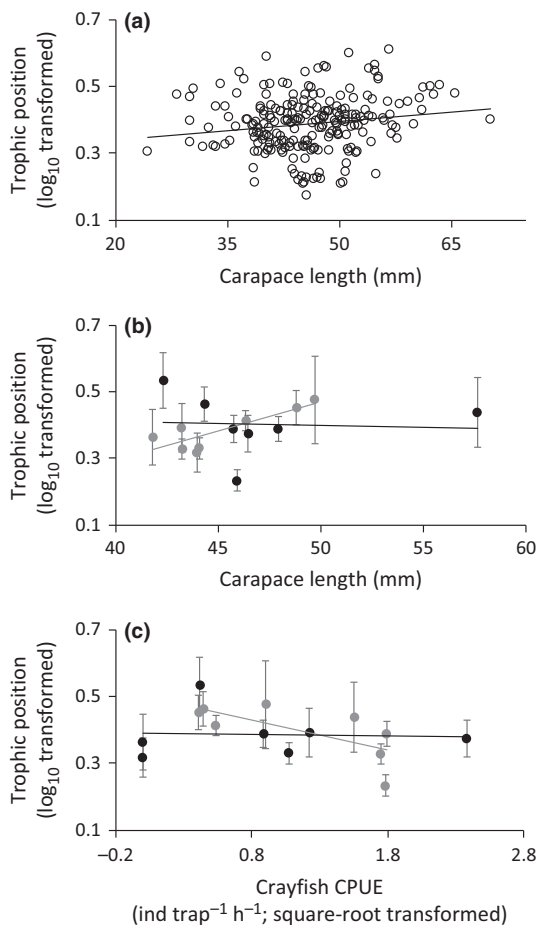 0.7
(a)
0.5
0.3
0.1
Trophic position
(log10 transformed)
20 35 50 65
Carapace length (mm)
0.7
(b)
0.5
0.3
0.1
Trophic position
(log10 transformed)
40 45 50 55 60
Carapace length (mm)
0.7
(c)
0.5
0.3
0.1
Trophic position
(log10 transformed)
–0.2 0.8 1.8 2.8
Crayfish CPUE
(ind trap–1 h–1; square-root transformed)